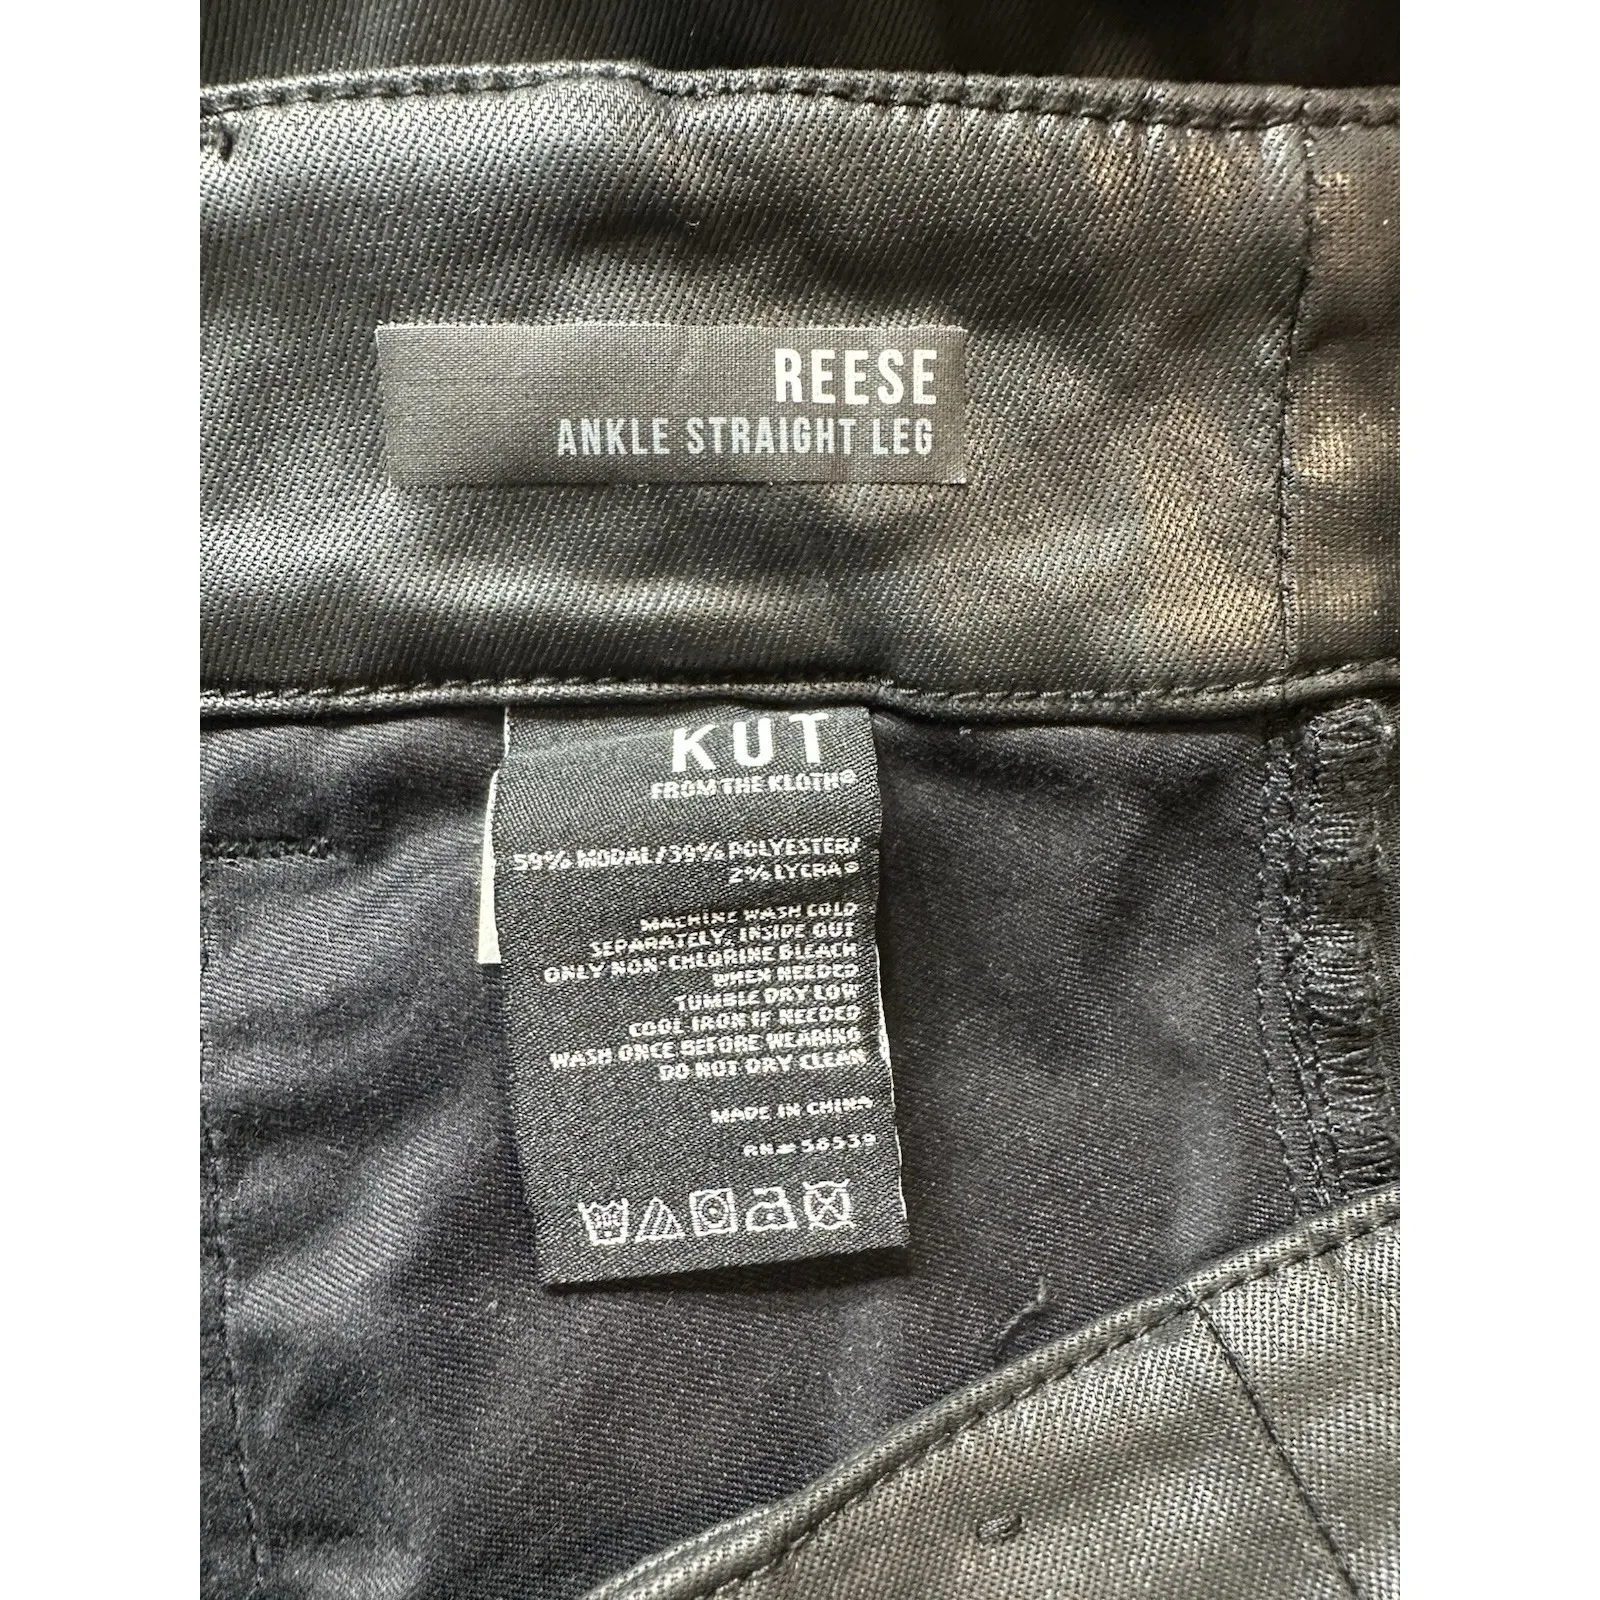 REESE
ANKLE STRAIGHT LEG
KUT
FROM THE KLOTH®
59% MODAL/39% POLYESTER/
2% LYCRA®
MACHINE WASH COLD
SEPARATELY, INSIDE OUT
ONLY NON-CHLORINE BLEACH
WHEN NEEDED
TUMBLE DRY LOW
COOL IRON IF NEEDED
WASH ONCE BEFORE WEARING
DO NOT DRY CLEAN
MADE IN CHINA
RN# 58539